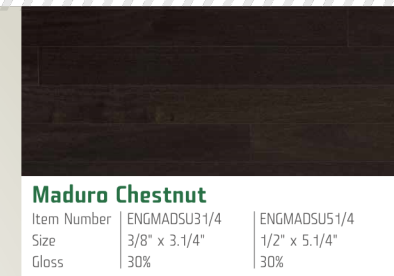 Maduro Chestnut
Item Number ENGMADSU31/4 ENGMADSU51/4
Size 3/8" x 3.1/4" 1/2" x 5.1/4"
Gloss 30% 30%